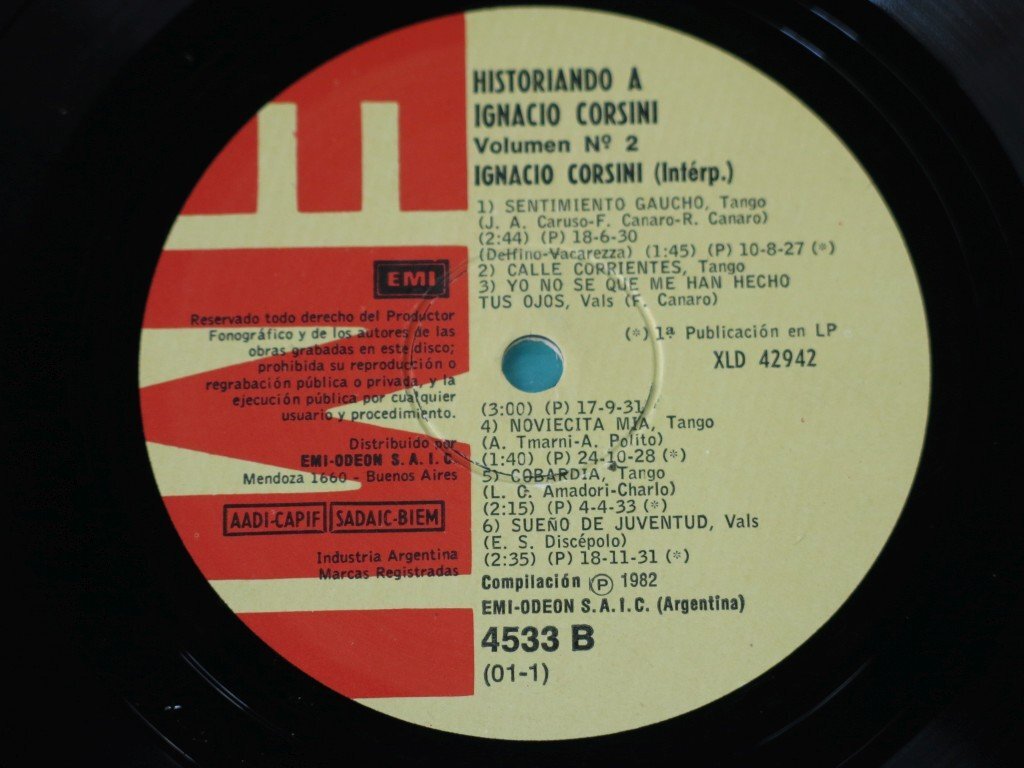 HISTORIANDO A
IGNACIO CORSINI
Volumen Nº 2
IGNACIO CORSINI (Intérp.)
1) SENTIMIENTO GAUCHO, Tango
(J. A. Caruso-F. Canaro-R. Canaro)
(2:44) (P) 18-6-30
(Delfino-Vacarezza) (1:45) (P) 10-8-27 (*)
2) CALLE CORRIENTES, Tango
3) YO NO SE QUE ME HAN HECHO
TUS OJOS, Vals (F. Canaro)
(*) 1ª Publicación en LP
XLD 42942
(3:00) (P) 17-9-31
4) NOVIECITA MIA, Tango
(A. Tmarni-A. Polito)
(1:40) (P) 24-10-28 (*)
5) COBARDIA, Tango
(L. C. Amadori-Charlo)
(2:15) (P) 4-4-33 (*)
6) SUEÑO DE JUVENTUD, Vals
(E. S. Discépolo)
(2:35) (P) 18-11-31 (*)
Compilación Ⓟ 1982
EMI-ODEON S.A.I.C. (Argentina)
4533 B
(01-1)
EMI
Reservado todo derecho del Productor
Fonográfico y de los autores de las
obras grabadas en este disco;
prohibida su reproducción o
regrabación pública o privada, y la
ejecución pública por cualquier
usuario y procedimiento.
Distribuido por
EMI-ODEON S.A.I.C.
Mendoza 1660 - Buenos Aires
AADI-CAPIF SADAIC-BIEM
Industria Argentina
Marcas Registradas